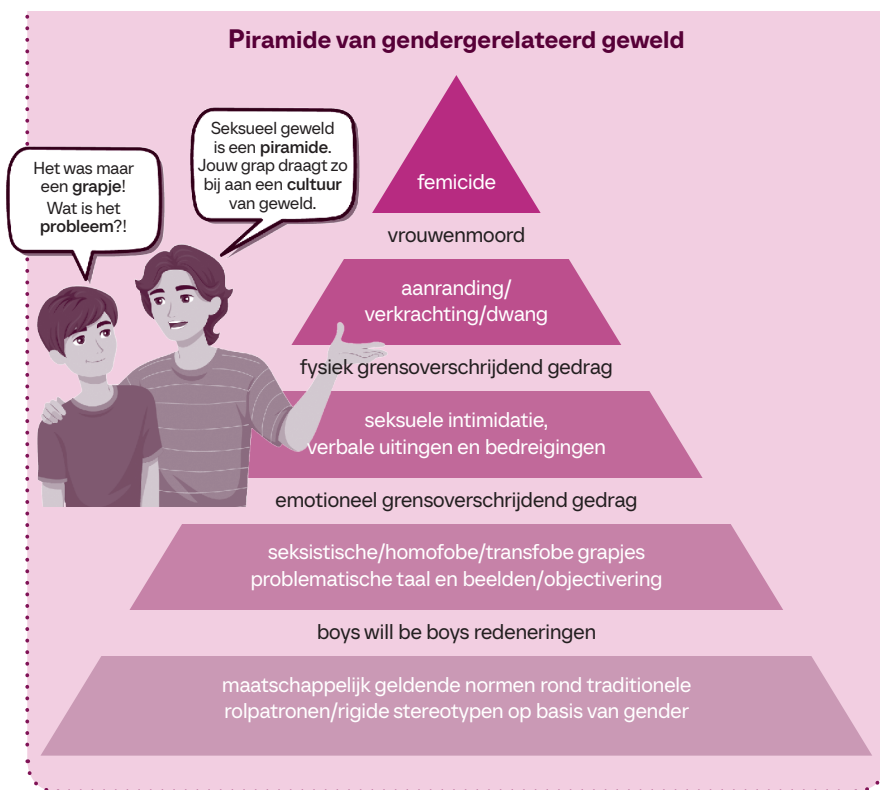 Piramide van gendergerelateerd geweld
Het was maar
een grapje!
Wat is het
probleem?!
Seksueel geweld
is een piramide.
Jouw grap draagt zo
bij aan een cultuur
van geweld.
femicide
vrouwenmoord
aanranding/
verkrachting/dwang
fysiek grensoverschrijdend gedrag
seksuele intimidatie,
verbale uitingen en bedreigingen
emotioneel grensoverschrijdend gedrag
seksistische/homofobe/transfobe grapjes
problematische taal en beelden/objectivering
boys will be boys redeneringen
maatschappelijk geldende normen rond traditionele
rolpatronen/rigide stereotypen op basis van gender